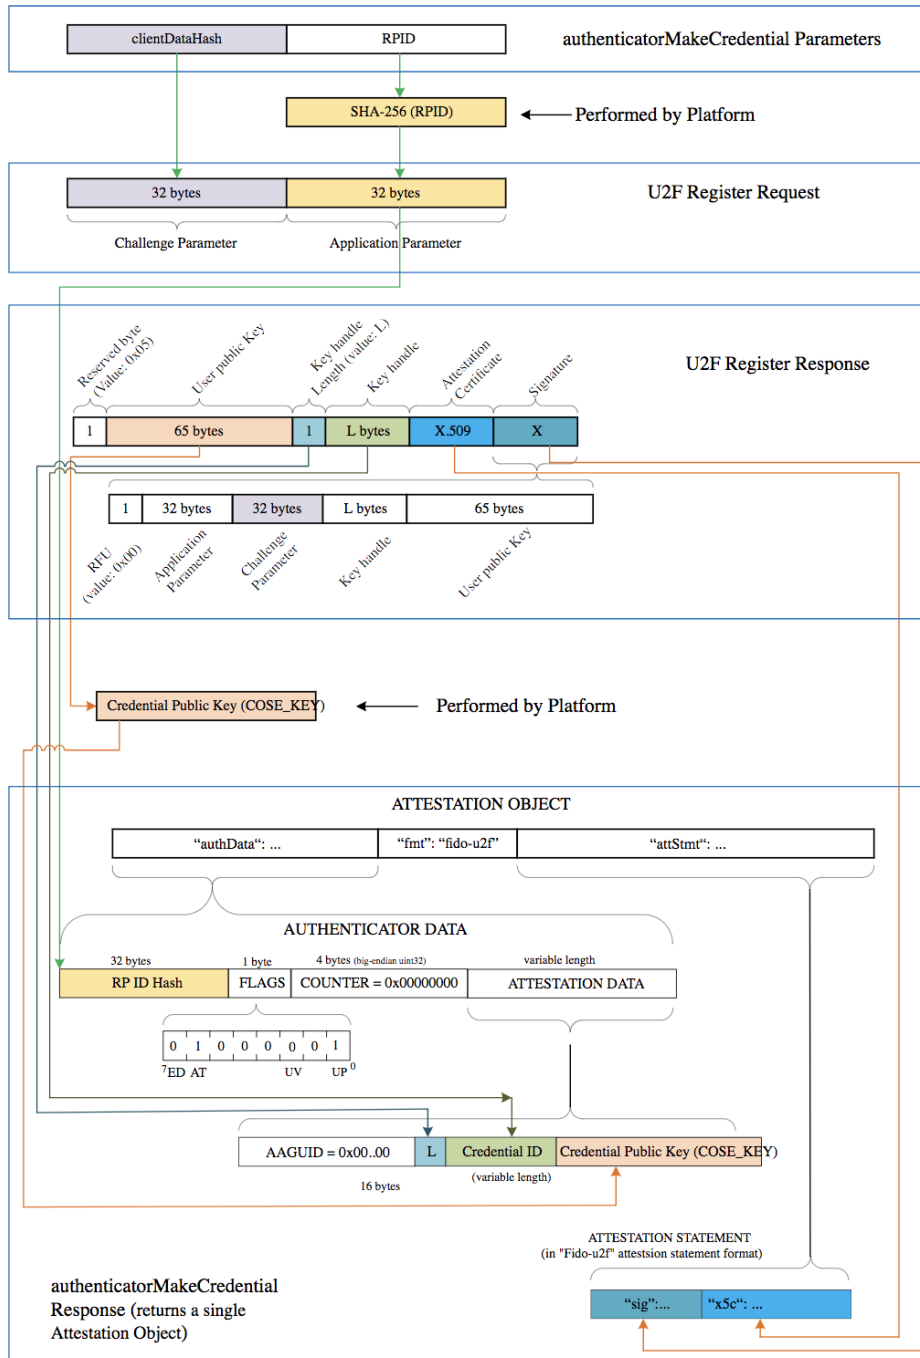 clientDataHash
RPID
authenticatorMakeCredential Parameters
SHA-256 (RPID)
Performed by Platform
U2F Register Request
32 bytes
32 bytes
Challenge Parameter
Application Parameter
U2F Register Response
Reserved byte
(Value: 0x05)
User public Key
Key handle
Length (value: L)
Key handle
Attestation
Certificate
Signature
1
65 bytes
1
L bytes
X.509
X
1
32 bytes
32 bytes
L bytes
65 bytes
RFU
(value: 0x00)
Application
Parameter
Challenge
Parameter
Key handle
User public Key
Credential Public Key (COSE_KEY)
Performed by Platform
ATTESTATION OBJECT
“authData“: ...
“fmt”: “fido-u2f”
“attStmt“: ...
AUTHENTICATOR DATA
32 bytes
1 byte
4 bytes (big-endian uint32)
variable length
RP ID Hash
FLAGS
COUNTER = 0x00000000
ATTESTATION DATA
0 1 0 0 0 0 0 1
7 ED AT UV UP 0
AAGUID = 0x00..00
L
Credential ID
Credential Public Key (COSE_KEY)
16 bytes
(variable length)
ATTESTATION STATEMENT
(in "Fido-u2f" attestsion statement format)
authenticatorMakeCredential
Response (returns a single
Attestation Object)
“sig”:...
“x5c“: ...